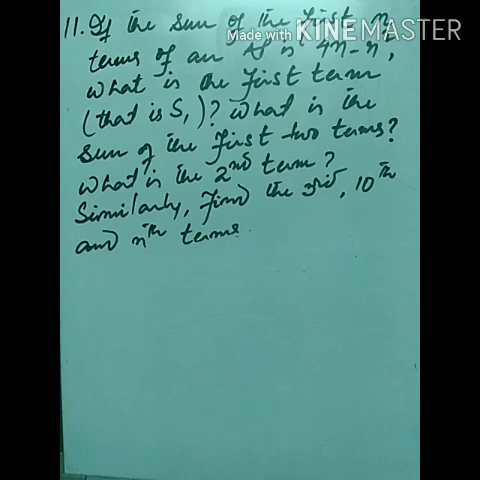 11. If the sum of the first n
Made with KINEMASTER
terms of an AP is 4n-n²,
what is the first term
(that is S₁)? What is the
sum of the first two terms?
What is the 2nd term?
Similarly, find the 3rd, 10th
and nth terms.